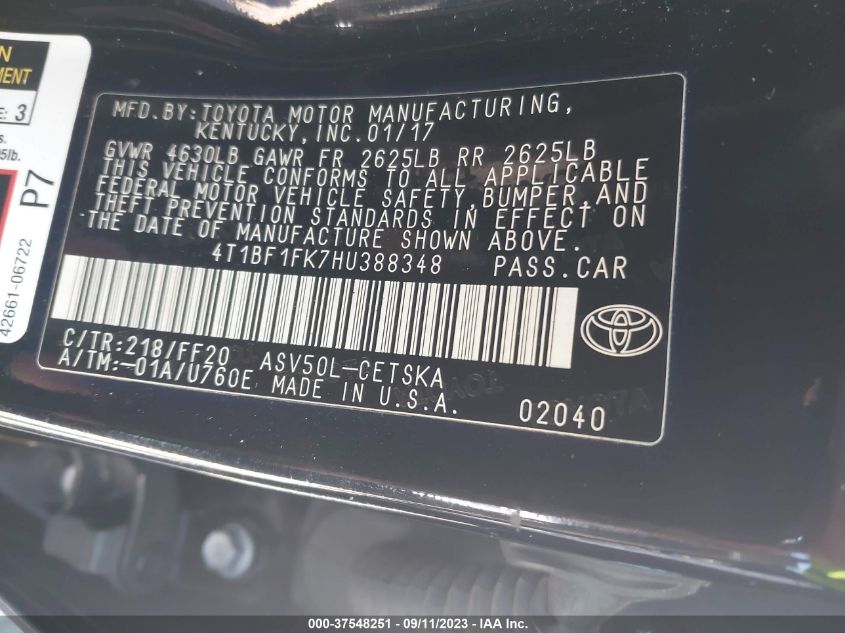 N
MENT
E: 3
s.
5lb.
P7
42661-06722
MFD. BY: TOYOTA MOTOR MANUFACTURING,
KENTUCKY, INC. 01/17
GVWR 4630LB GAWR FR 2625LB RR 2625LB
THIS VEHICLE CONFORMS TO ALL APPLICABLE
FEDERAL MOTOR VEHICLE SAFETY, BUMPER, AND
THEFT PREVENTION STANDARDS IN EFFECT ON
THE DATE OF MANUFACTURE SHOWN ABOVE.
4T1BF1FK7HU388348 PASS.CAR
C/TR: 218/FF20 ASV50L-CETSKA
A/TM: -01A/U760E MADE IN U.S.A. 02040
000-37548251 - 09/11/2023 - IAA Inc.